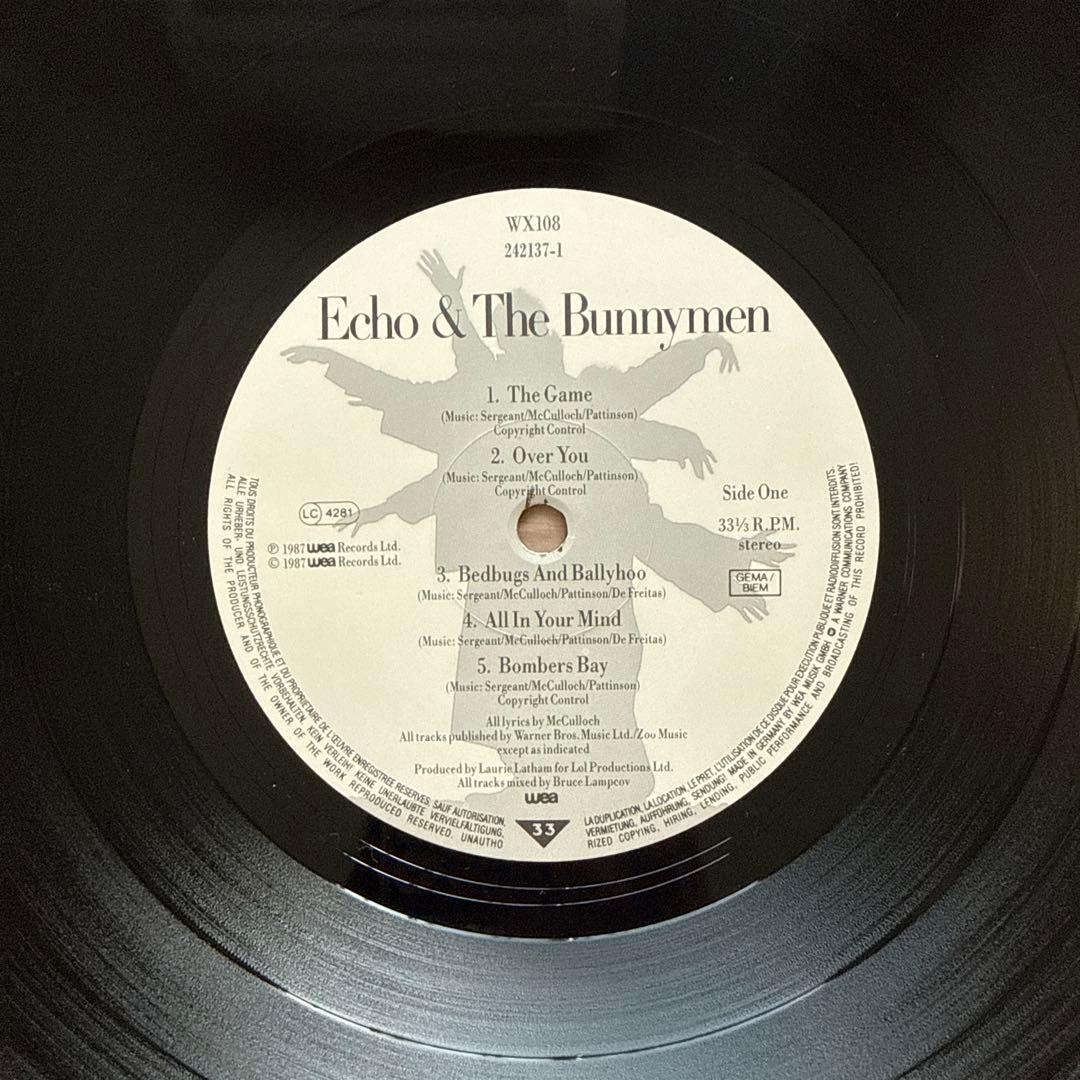 WX108
242137-1
Echo & The Bunnymen
1. The Game
(Music: Sergeant/McCulloch/Pattinson)
Copyright Control
2. Over You
(Music: Sergeant/McCulloch/Pattinson)
Copyright Control
Side One
33⅓ R.P.M.
stereo
GEMA/
BIEM
LC 4281
℗ 1987 wea Records Ltd.
© 1987 wea Records Ltd.
3. Bedbugs And Ballyhoo
(Music: Sergeant/McCulloch/Pattinson/De Freitas)
4. All In Your Mind
(Music: Sergeant/McCulloch/Pattinson/De Freitas)
5. Bombers Bay
(Music: Sergeant/McCulloch/Pattinson)
Copyright Control
All lyrics by McCulloch
All tracks published by Warner Bros. Music Ltd./Zoo Music
except as indicated
Produced by Laurie Latham for Lol Productions Ltd.
All tracks mixed by Bruce Lampcov
wea
33
TOUS DROITS DU PRODUCTEUR PHONOGRAPHIQUE ET DU PROPRIETAIRE DE L'ŒUVRE ENREGISTREE RESERVES. SAUF AUTORISATION,
LA DUPLICATION, LA LOCATION, LE PRET, L'UTILISATION DE CE DISQUE POUR EXECUTION PUBLIQUE ET RADIODIFFUSION SONT INTERDITS.
ALLE URHEBER- UND LEISTUNGSSCHUTZRECHTE VORBEHALTEN. KEIN VERLEIH! KEINE UNERLAUBTE VERVIELFÄLTIGUNG,
VERMIETUNG, AUFFÜHRUNG, SENDUNG! MADE IN GERMANY BY WEA MUSIK GMBH A WARNER COMMUNICATIONS COMPANY
ALL RIGHTS OF THE PRODUCER AND OF THE OWNER OF THE WORK REPRODUCED RESERVED. UNAUTHO
RIZED COPYING, HIRING, LENDING, PUBLIC PERFORMANCE AND BROADCASTING OF THIS RECORD PROHIBITED!